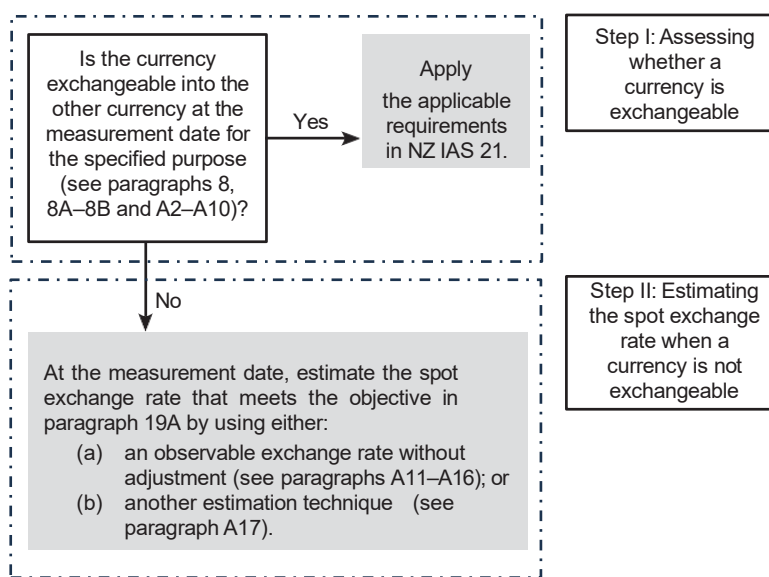 Is the currency
exchangeable into the
other currency at the
measurement date for
the specified purpose
(see paragraphs 8,
8A–8B and A2–A10)?
Yes
Apply
the applicable
requirements
in NZ IAS 21.
Step I: Assessing
whether a
currency is
exchangeable
No
At the measurement date, estimate the spot
exchange rate that meets the objective in
paragraph 19A by using either:
(a) an observable exchange rate without
adjustment (see paragraphs A11–A16); or
(b) another estimation technique (see
paragraph A17).
Step II: Estimating
the spot exchange
rate when a
currency is not
exchangeable